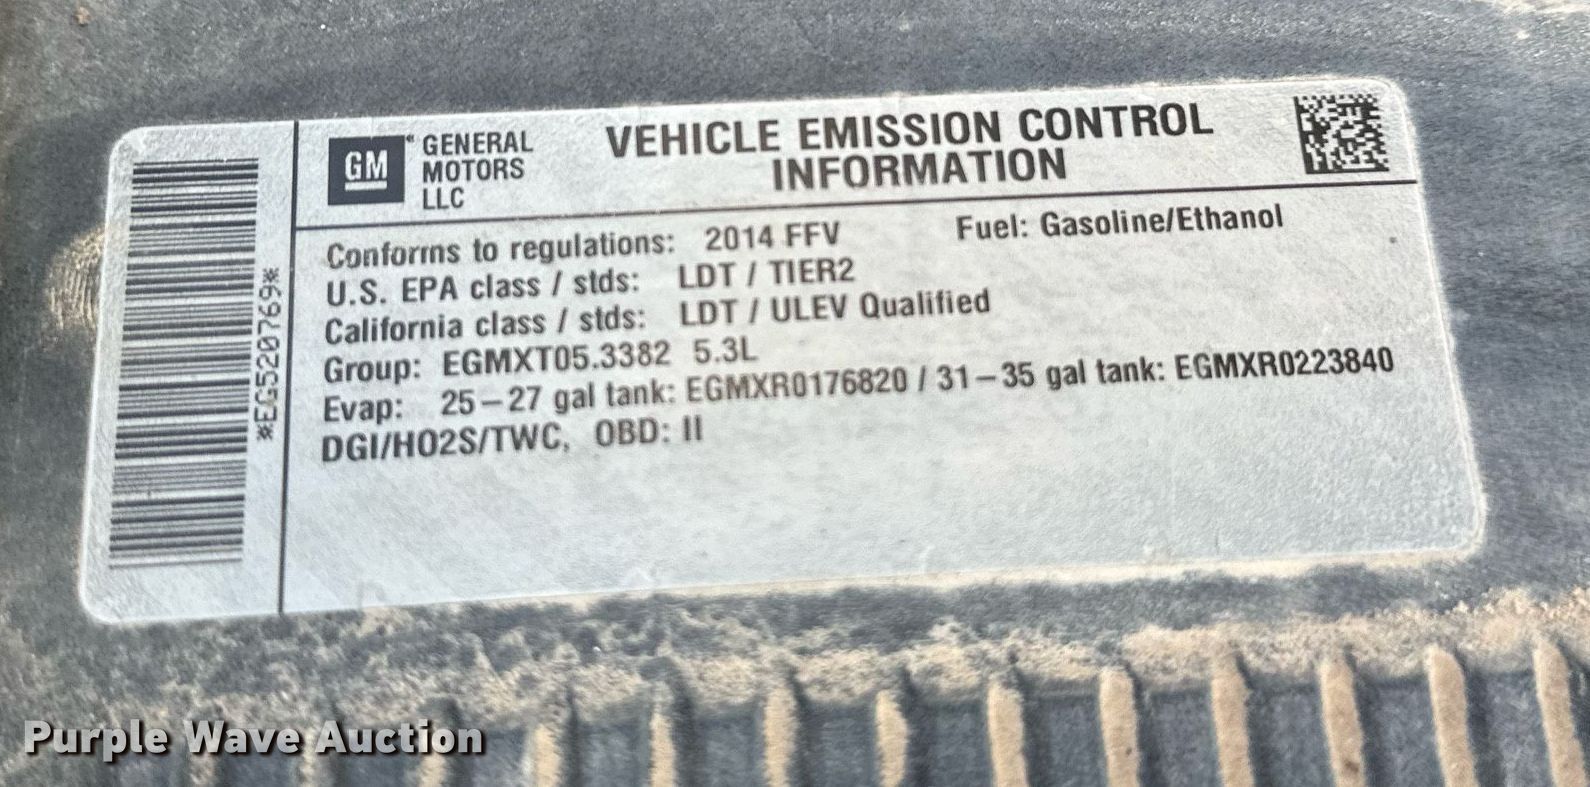 *EG520769*
GM
GENERAL
MOTORS
LLC
VEHICLE EMISSION CONTROL
INFORMATION
Conforms to regulations: 2014 FFV Fuel: Gasoline/Ethanol
U.S. EPA class / stds: LDT / TIER2
California class / stds: LDT / ULEV Qualified
Group: EGMXT05.3382 5.3L
Evap: 25–27 gal tank: EGMXR0176820 / 31–35 gal tank: EGMXR0223840
DGI/HO2S/TWC, OBD: II
Purple Wave Auction